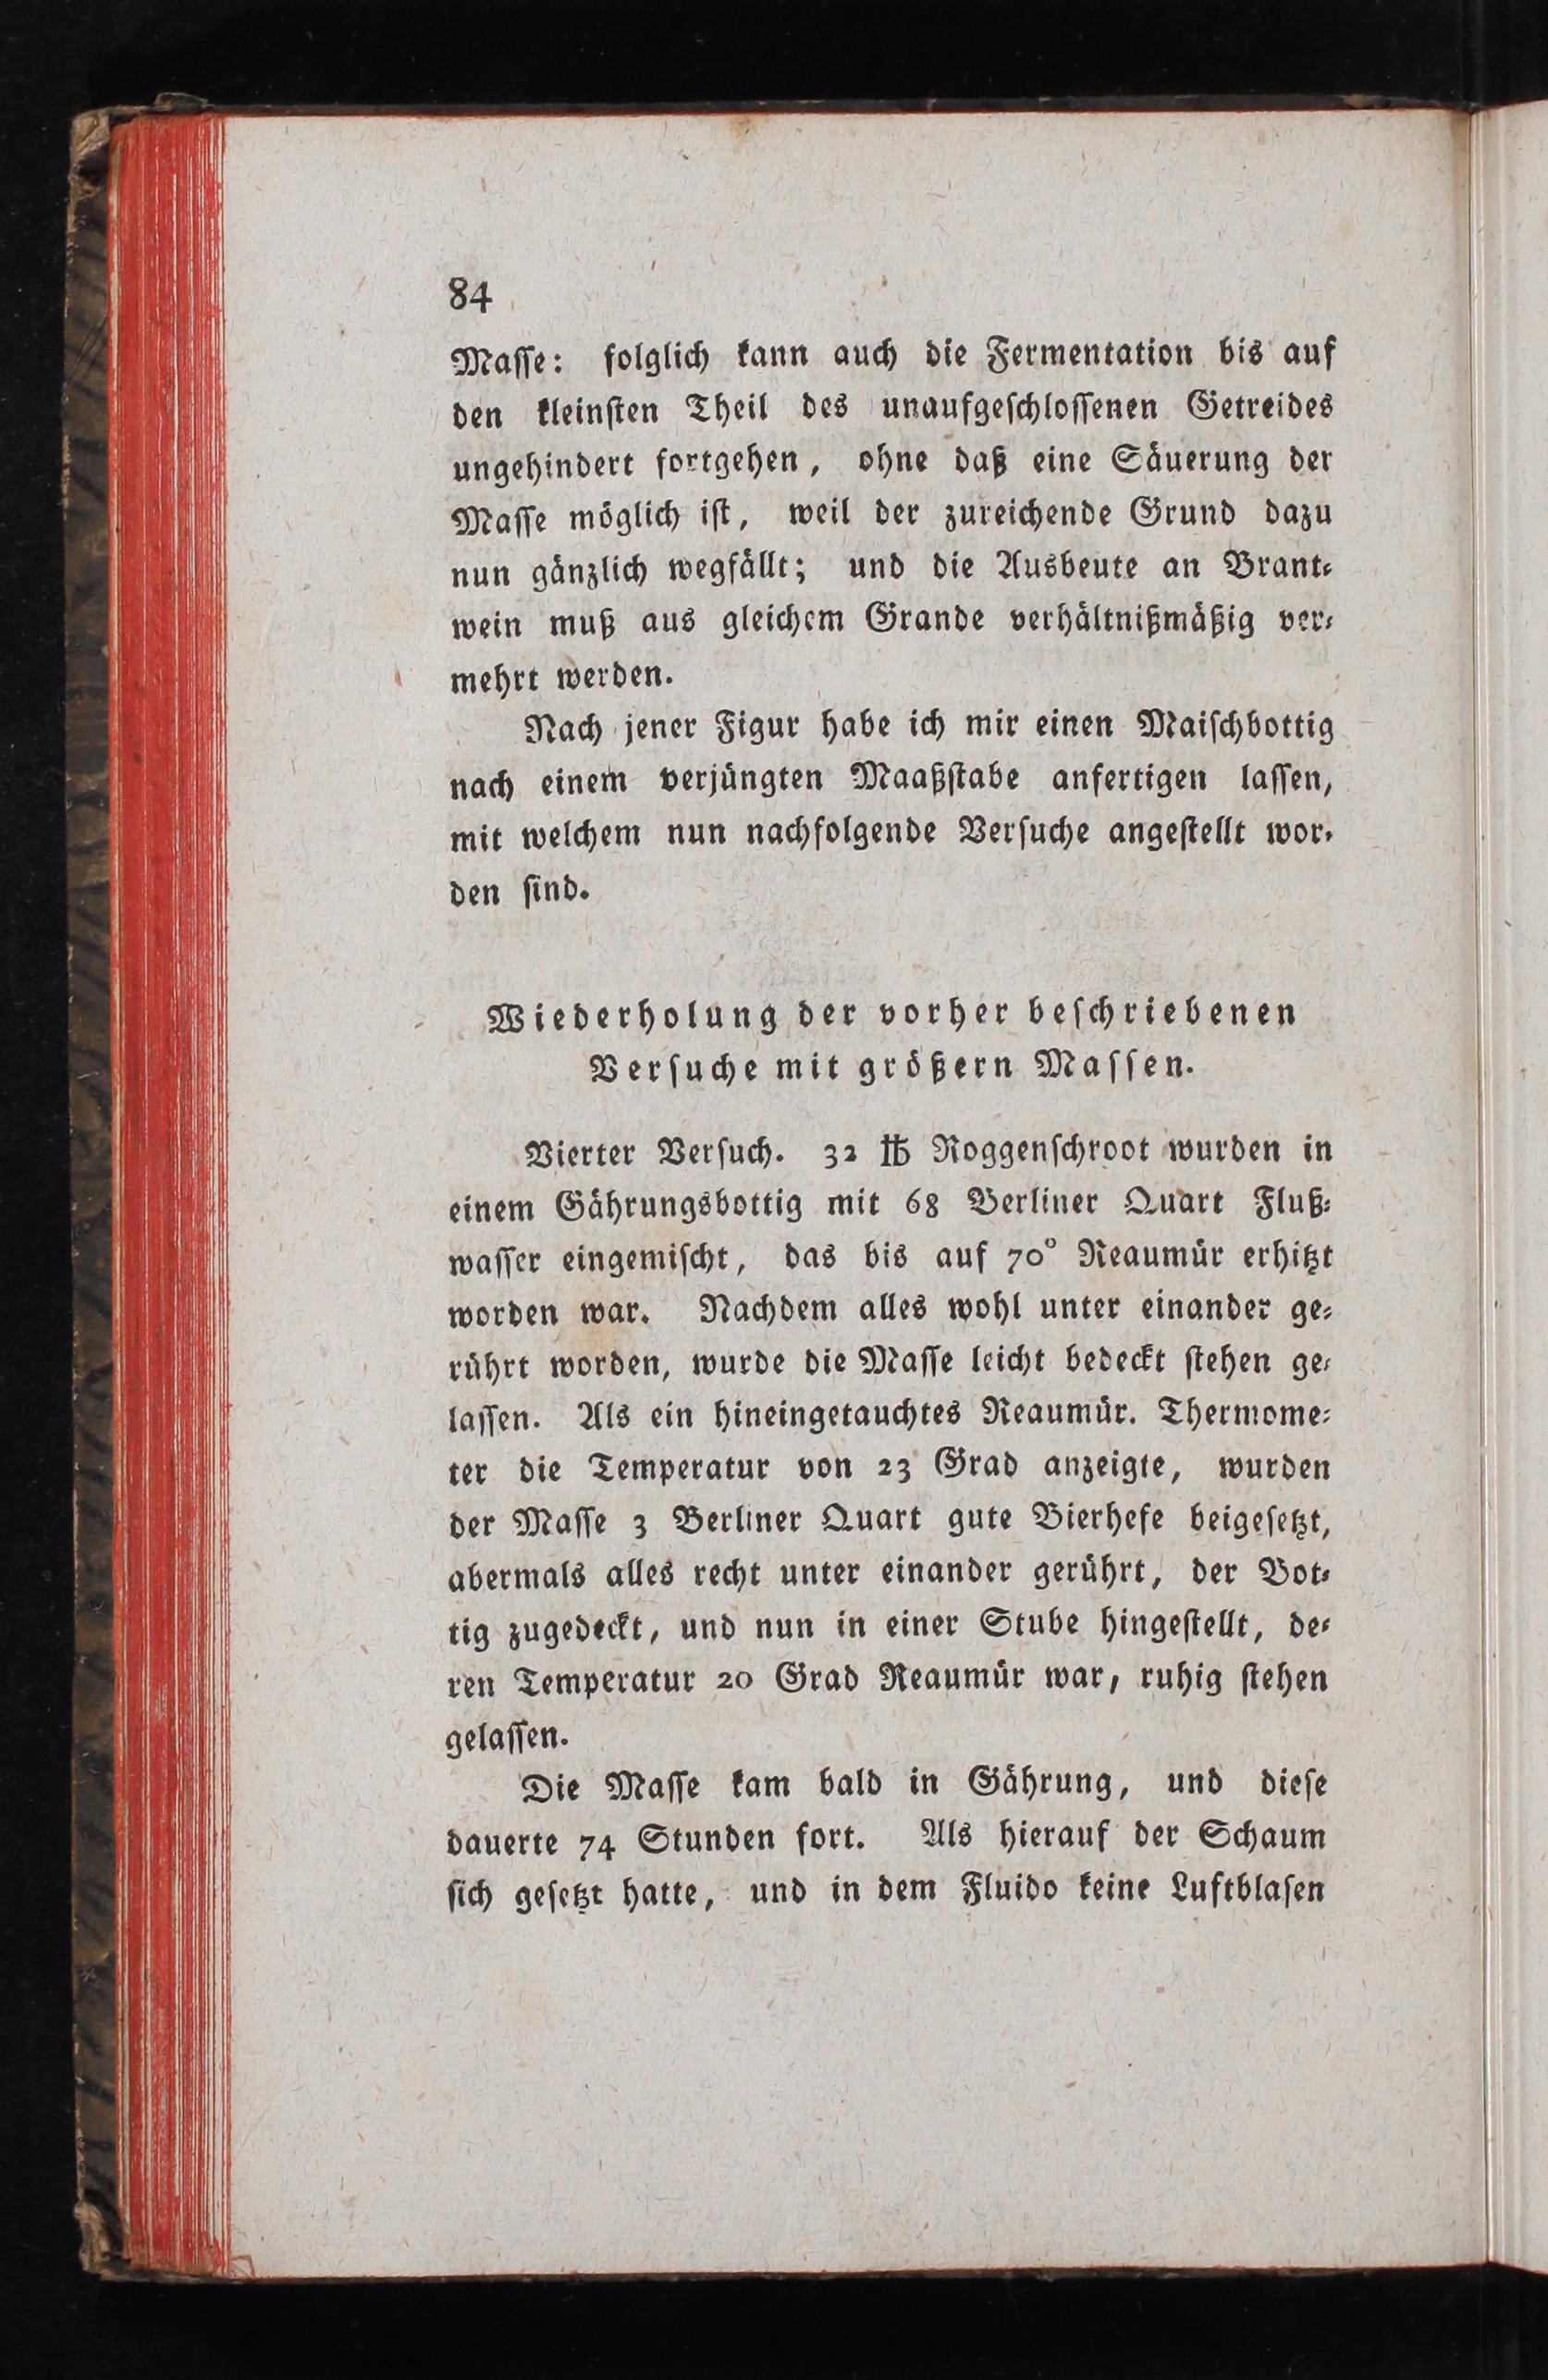 84
Maſſe: folglich kann auch die Fermentation bis auf
den kleinſten Theil des unaufgeſchloſſenen Getreides
ungehindert fortgehen, ohne daß eine Säuerung der
Maſſe möglich iſt, weil der zureichende Grund dazu
nun gänzlich wegfällt; und die Ausbeute an Brant⸗
wein muß aus gleichem Grande verhältnißmäßig ver⸗
mehrt werden.
Nach jener Figur habe ich mir einen Maiſchbottig
nach einem verjüngten Maaßſtabe anfertigen laſſen,
mit welchem nun nachfolgende Verſuche angeſtellt wor⸗
den ſind.
Wiederholung der vorher beſchriebenen
Verſuche mit größern Maſſen.
Vierter Verſuch. 32 ℔ Roggenſchroot wurden in
einem Gährungsbottig mit 68 Berliner Quart Fluß⸗
waſſer eingemiſcht, das bis auf 70° Reaumür erhitzt
worden war. Nachdem alles wohl unter einander ge⸗
rührt worden, wurde die Maſſe leicht bedeckt ſtehen ge⸗
laſſen. Als ein hineingetauchtes Reaumür. Thermome⸗
ter die Temperatur von 23 Grad anzeigte, wurden
der Maſſe 3 Berliner Quart gute Bierhefe beigeſetzt,
abermals alles recht unter einander gerührt, der Bot⸗
tig zugedeckt, und nun in einer Stube hingeſtellt, de⸗
ren Temperatur 20 Grad Reaumür war, ruhig ſtehen
gelaſſen.
Die Maſſe kam bald in Gährung, und dieſe
dauerte 74 Stunden fort. Als hierauf der Schaum
ſich geſetzt hatte, und in dem Fluido keine Luftblaſen